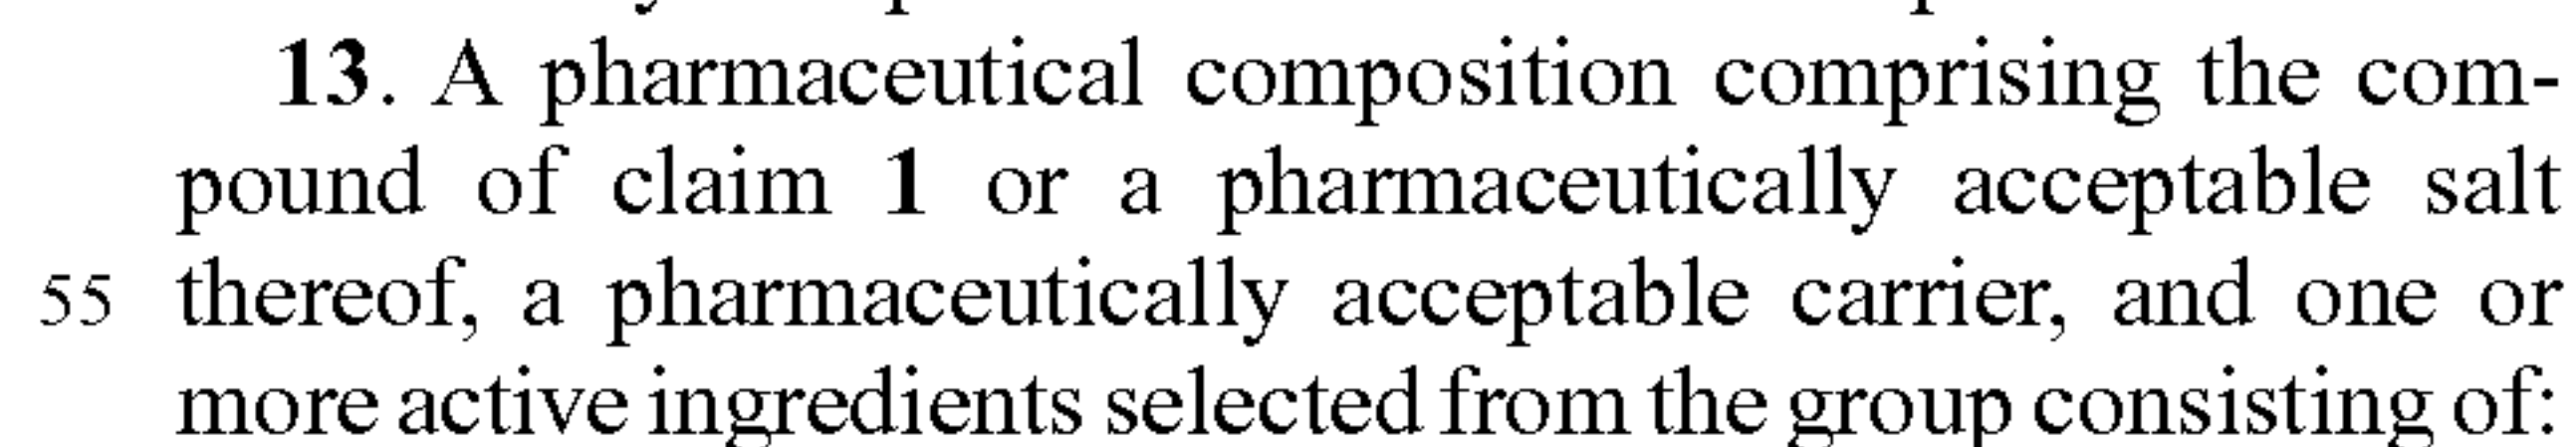 13. A pharmaceutical composition comprising the com-
pound of claim 1 or a pharmaceutically acceptable salt
55 thereof, a pharmaceutically acceptable carrier, and one or
more active ingredients selected from the group consisting of: